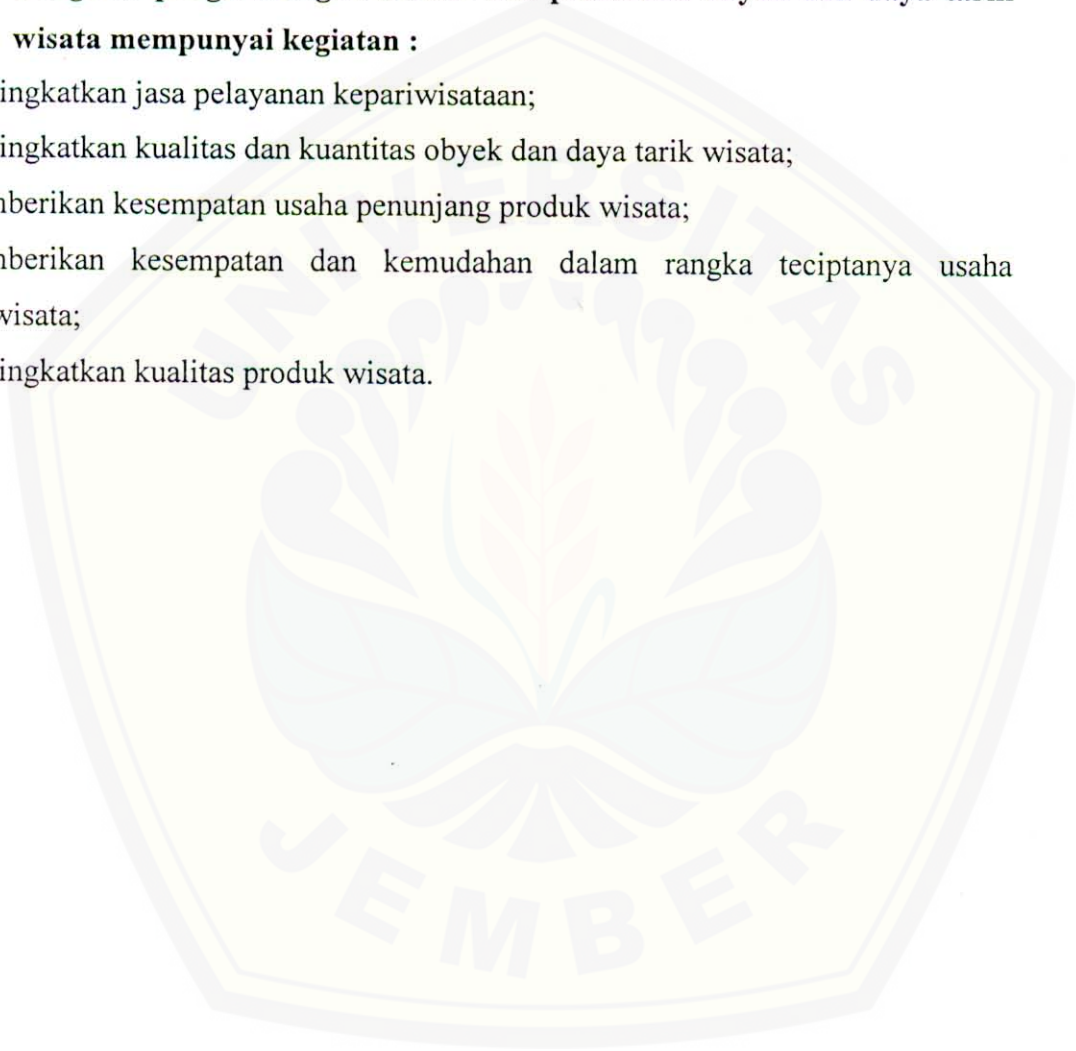 wisata mempunyai kegiatan :
ingkatkan jasa pelayanan kepariwisataan;
ingkatkan kualitas dan kuantitas obyek dan daya tarik wisata;
nberikan kesempatan usaha penunjang produk wisata;
nberikan kesempatan dan kemudahan dalam rangka teciptanya usaha
wisata;
ingkatkan kualitas produk wisata.
UNIVERSITAS
JEMBER